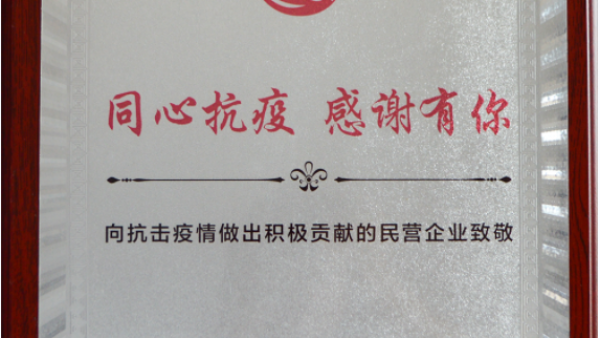 同心抗疫 感谢有你
向抗击疫情做出积极贡献的民营企业致敬